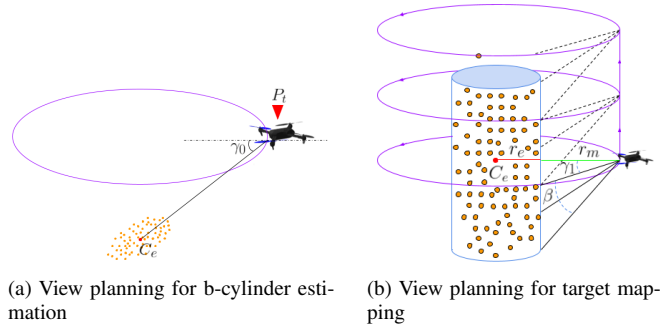 P_t
γ_0
C_e
r_e
r_m
C_e
γ_1
β
(a) View planning for b-cylinder esti-
mation
(b) View planning for target map-
ping